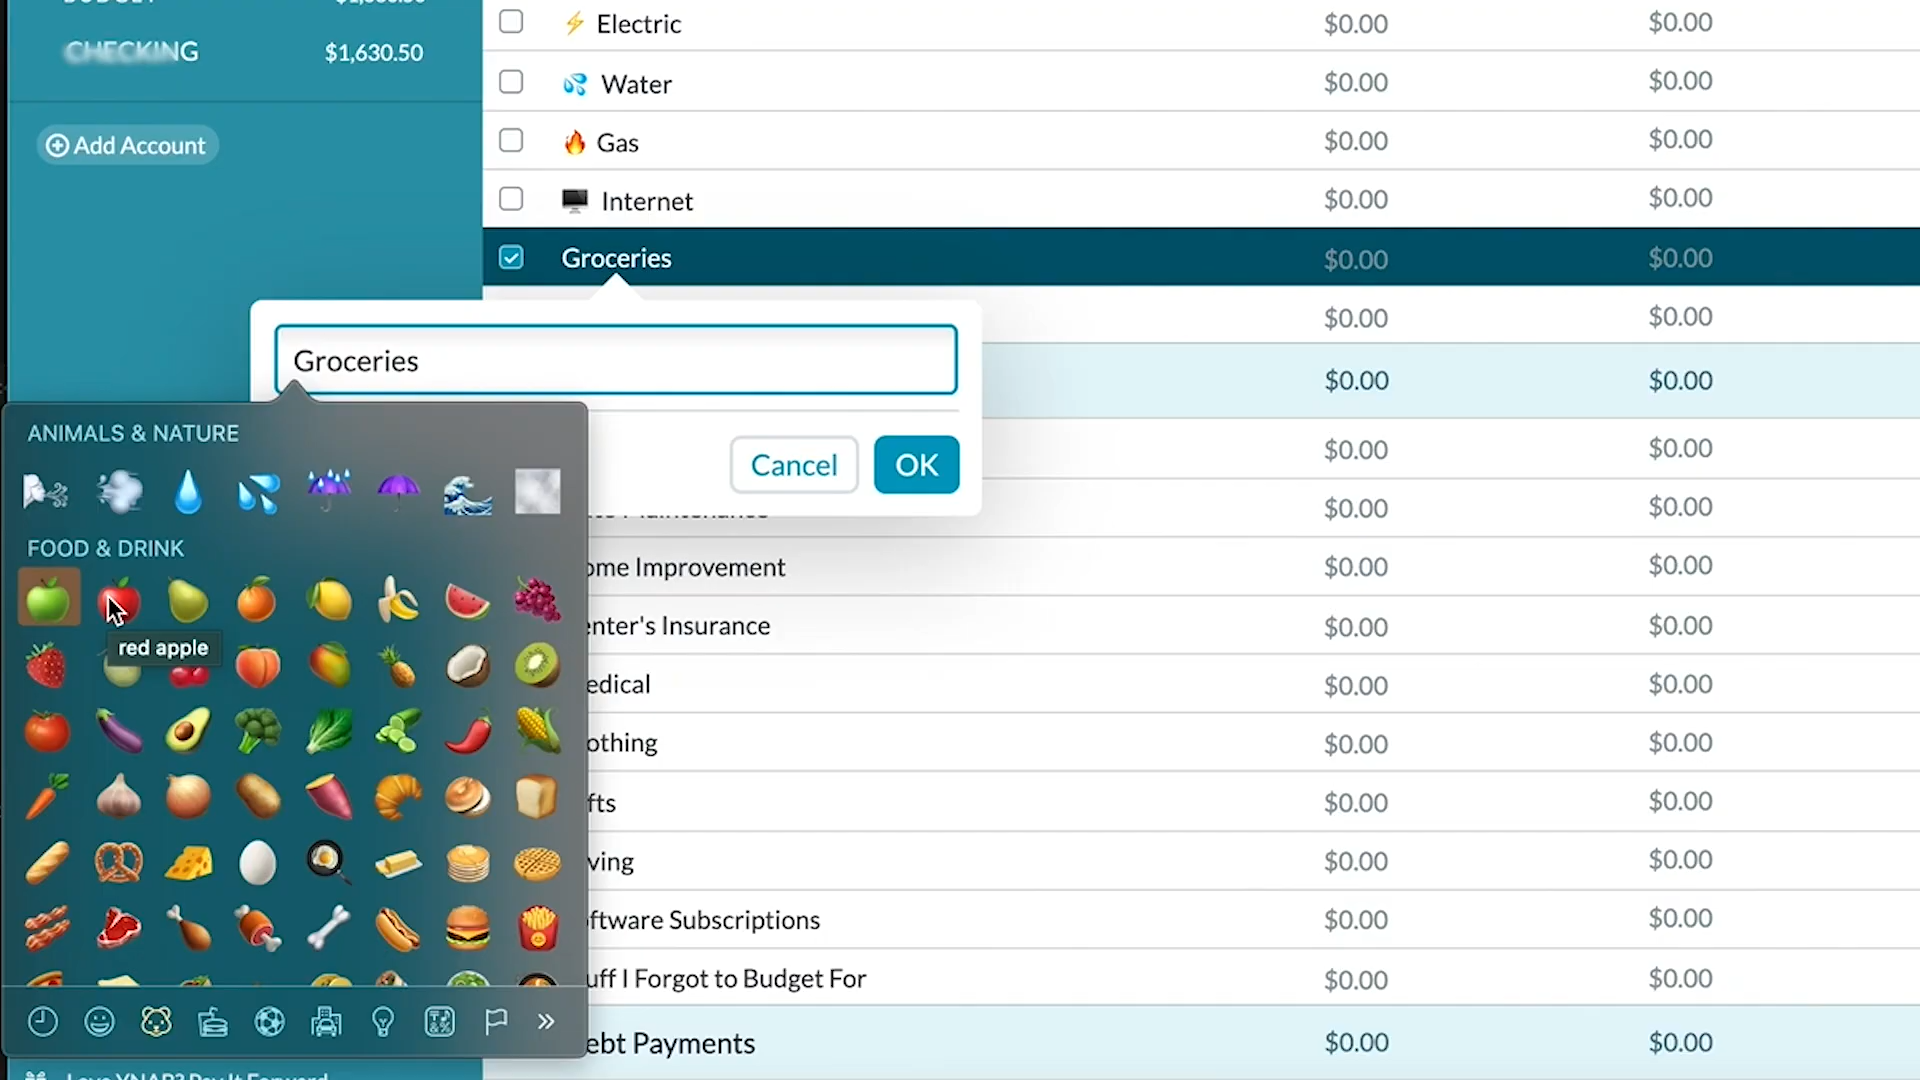 CHECKING $1,630.50
Add Account
Electric $0.00 $0.00
Water $0.00 $0.00
Gas $0.00 $0.00
Internet $0.00 $0.00
Groceries $0.00 $0.00
$0.00 $0.00
Groceries
$0.00 $0.00
Cancel OK
$0.00 $0.00
$0.00 $0.00
ome Improvement $0.00 $0.00
enter's Insurance $0.00 $0.00
edical $0.00 $0.00
othing $0.00 $0.00
fts $0.00 $0.00
ving $0.00 $0.00
ftware Subscriptions $0.00 $0.00
uff I Forgot to Budget For $0.00 $0.00
ebt Payments $0.00 $0.00
ANIMALS & NATURE
FOOD & DRINK
red apple
Love YNAB? Pay It Forward